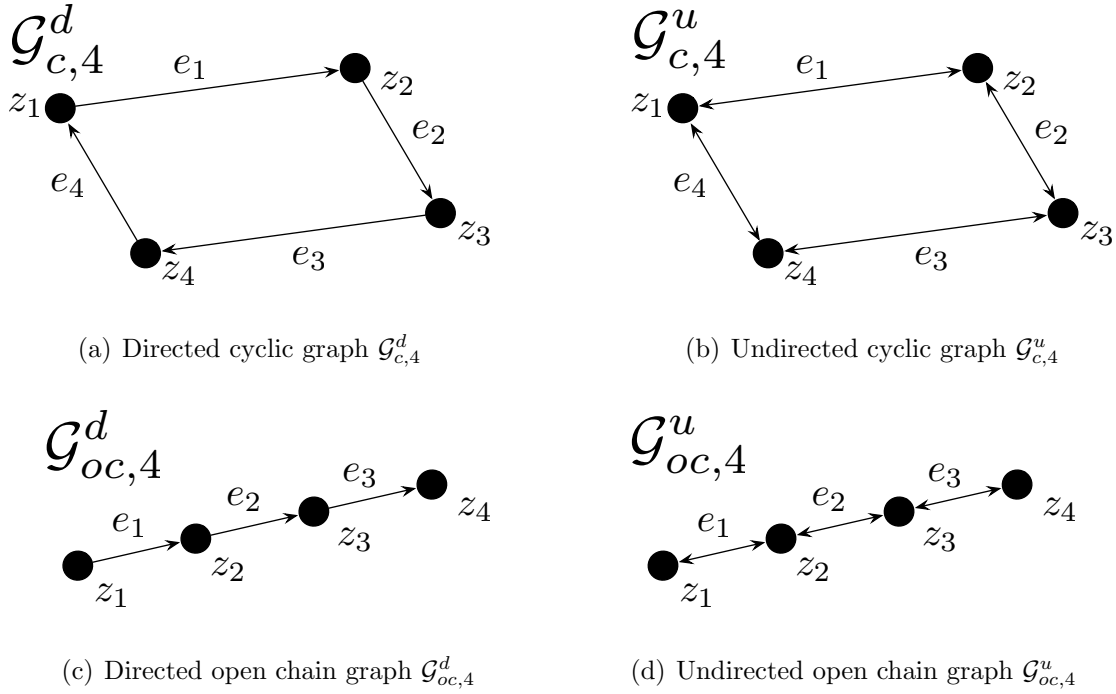 𝒢^d_{c,4}
e_1
z_1
z_2
e_2
e_4
z_3
e_3
z_4
(a) Directed cyclic graph 𝒢^d_{c,4}
𝒢^u_{c,4}
e_1
z_1
z_2
e_2
e_4
z_3
e_3
z_4
(b) Undirected cyclic graph 𝒢^u_{c,4}
𝒢^d_{oc,4}
e_3
e_2
z_4
e_1
z_3
z_2
z_1
(c) Directed open chain graph 𝒢^d_{oc,4}
𝒢^u_{oc,4}
e_3
e_2
z_4
e_1
z_3
z_2
z_1
(d) Undirected open chain graph 𝒢^u_{oc,4}